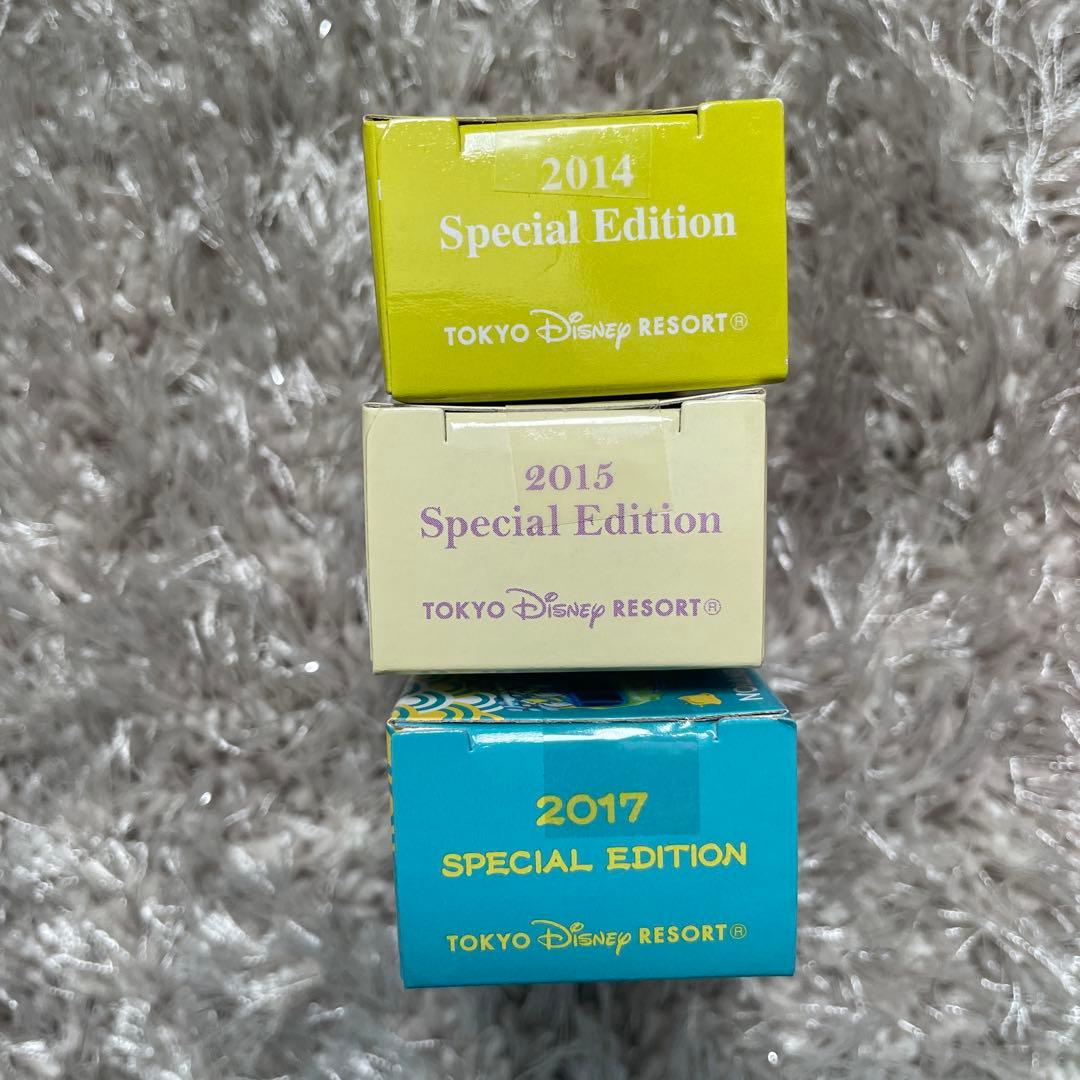 2014
Special Edition
TOKYO Disney RESORT®
2015
Special Edition
TOKYO Disney RESORT®
2017
SPECIAL EDITION
TOKYO Disney RESORT®